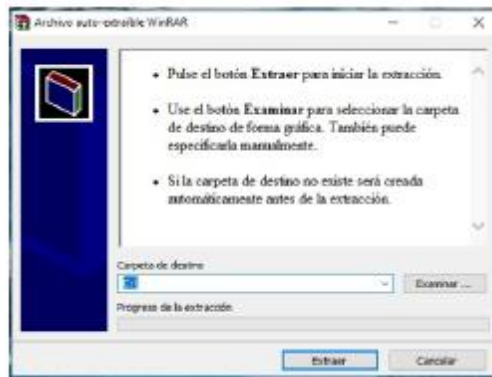 Archivo auto-extraíble WinRAR
• Pulse el botón Extraer para iniciar la extracción.
• Use el botón Examinar para seleccionar la carpeta
de destino de forma gráfica. También puede
especificarla manualmente.
• Si la carpeta de destino no existe será creada
automáticamente antes de la extracción.
Carpeta de destino
Examinar ...
Progreso de la extracción
Extraer
Cancelar